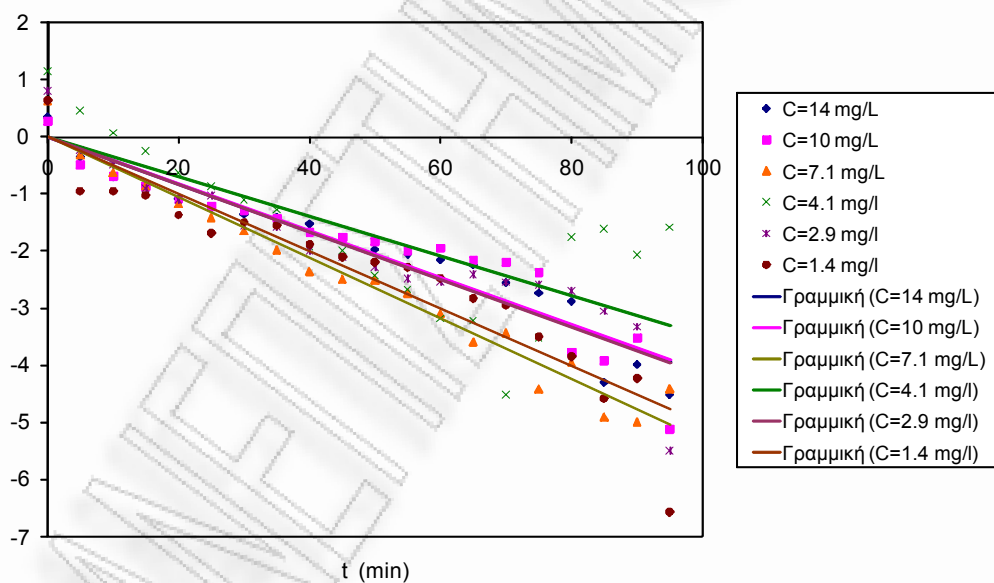 2
1
0
-1
-2
-3
-4
-5
-6
-7
0 20 40 60 80 100
t (min)
C=14 mg/L
C=10 mg/L
C=7.1 mg/L
C=4.1 mg/l
C=2.9 mg/l
C=1.4 mg/l
Γραμμική (C=14 mg/L)
Γραμμική (C=10 mg/L)
Γραμμική (C=7.1 mg/L)
Γραμμική (C=4.1 mg/l)
Γραμμική (C=2.9 mg/l)
Γραμμική (C=1.4 mg/l)